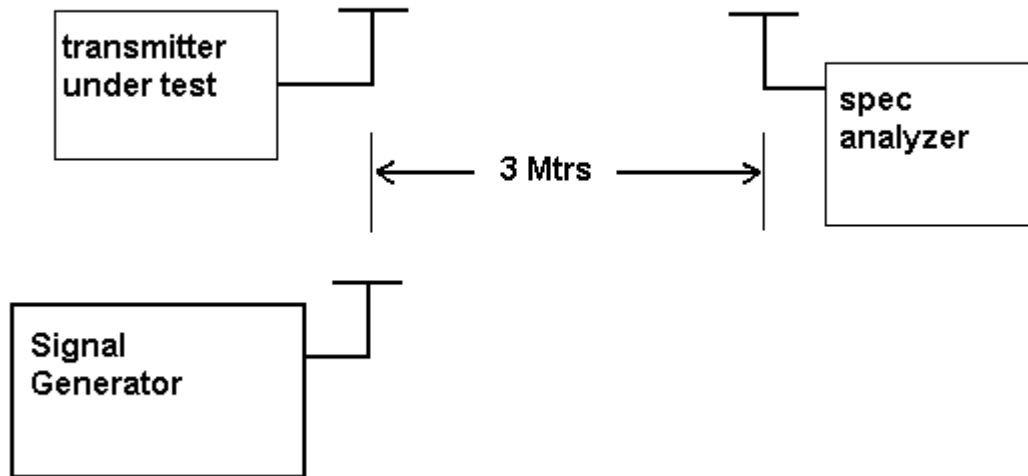 transmitter
under test
spec
analyzer
3 Mtrs
Signal
Generator